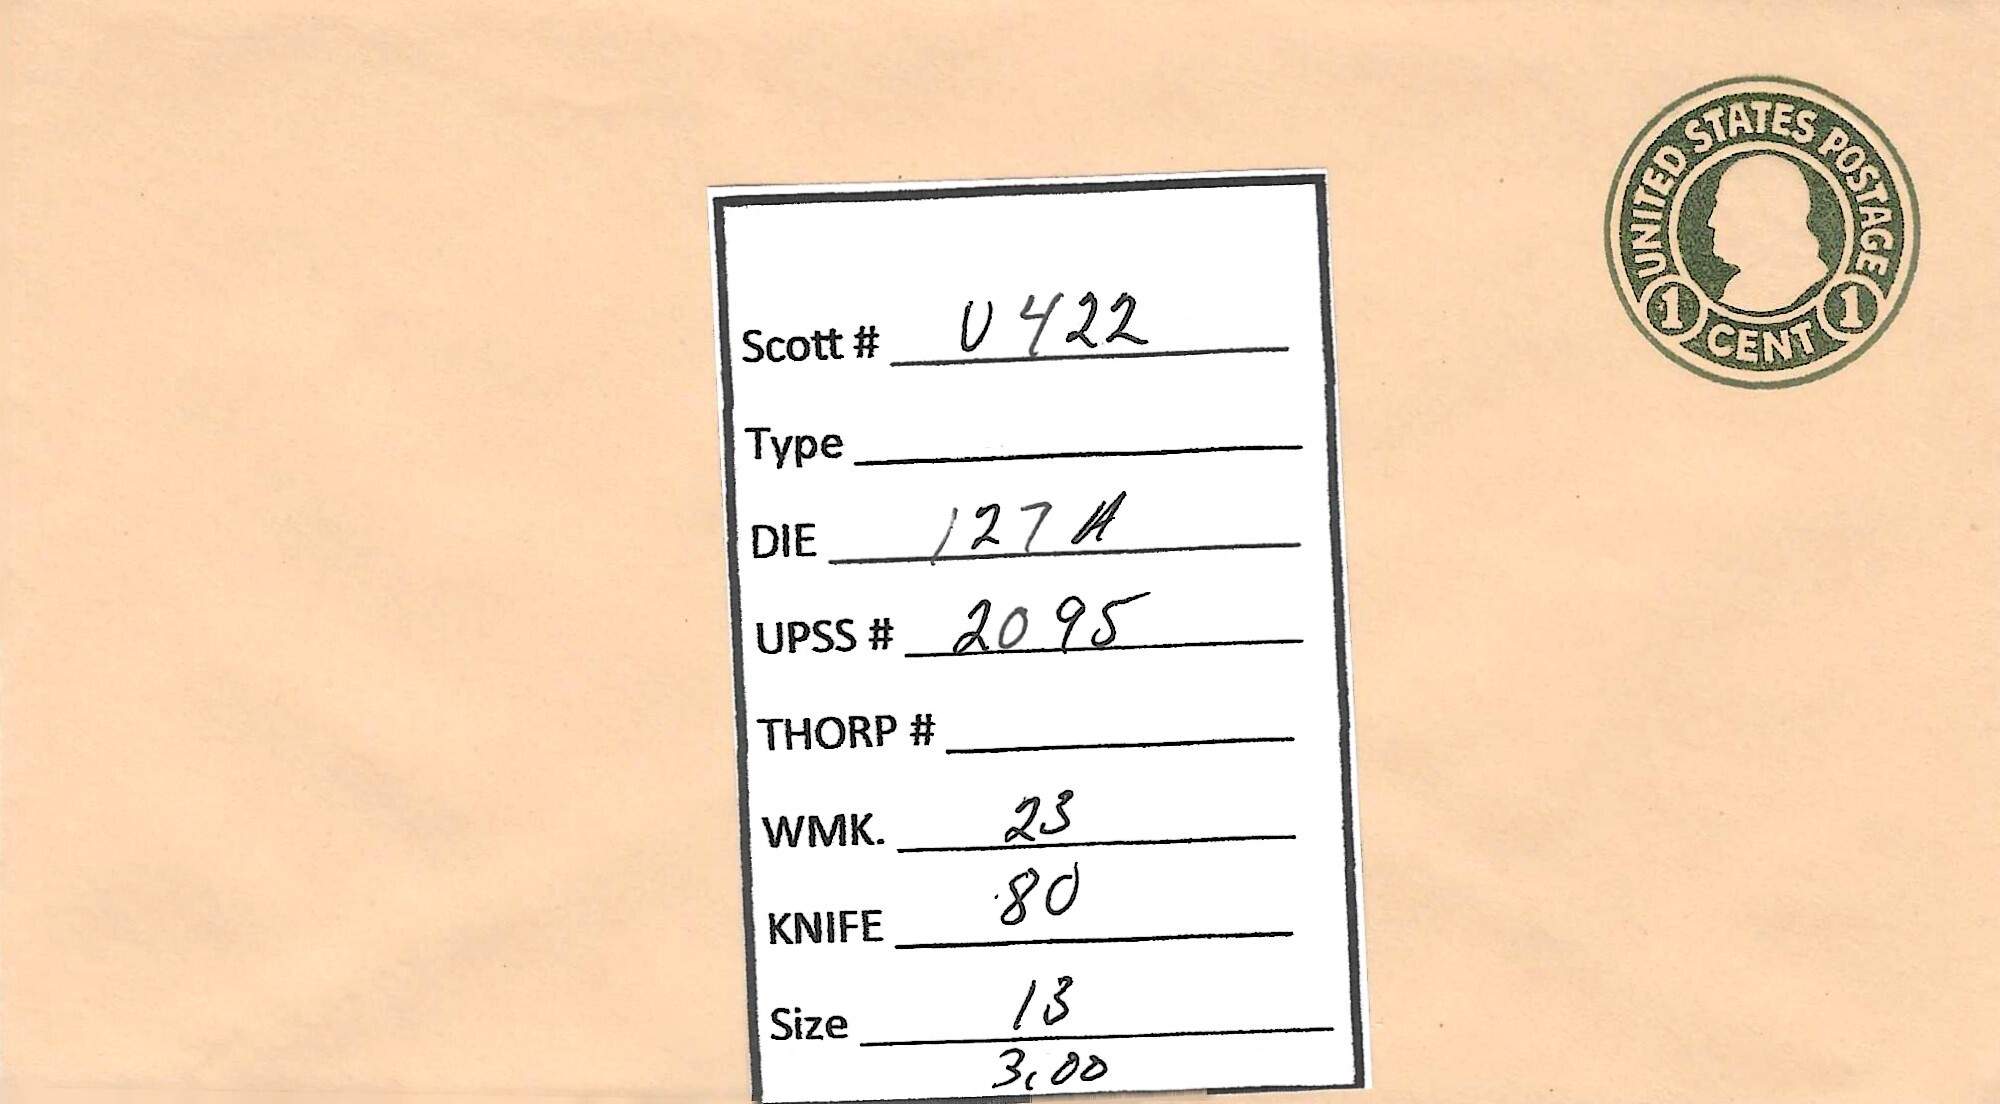 UNITED STATES POSTAGE
1 CENT 1
Scott # U422
Type
DIE 127A
UPSS # 2095
THORP #
WMK. 23
KNIFE 80
Size 13
3.00